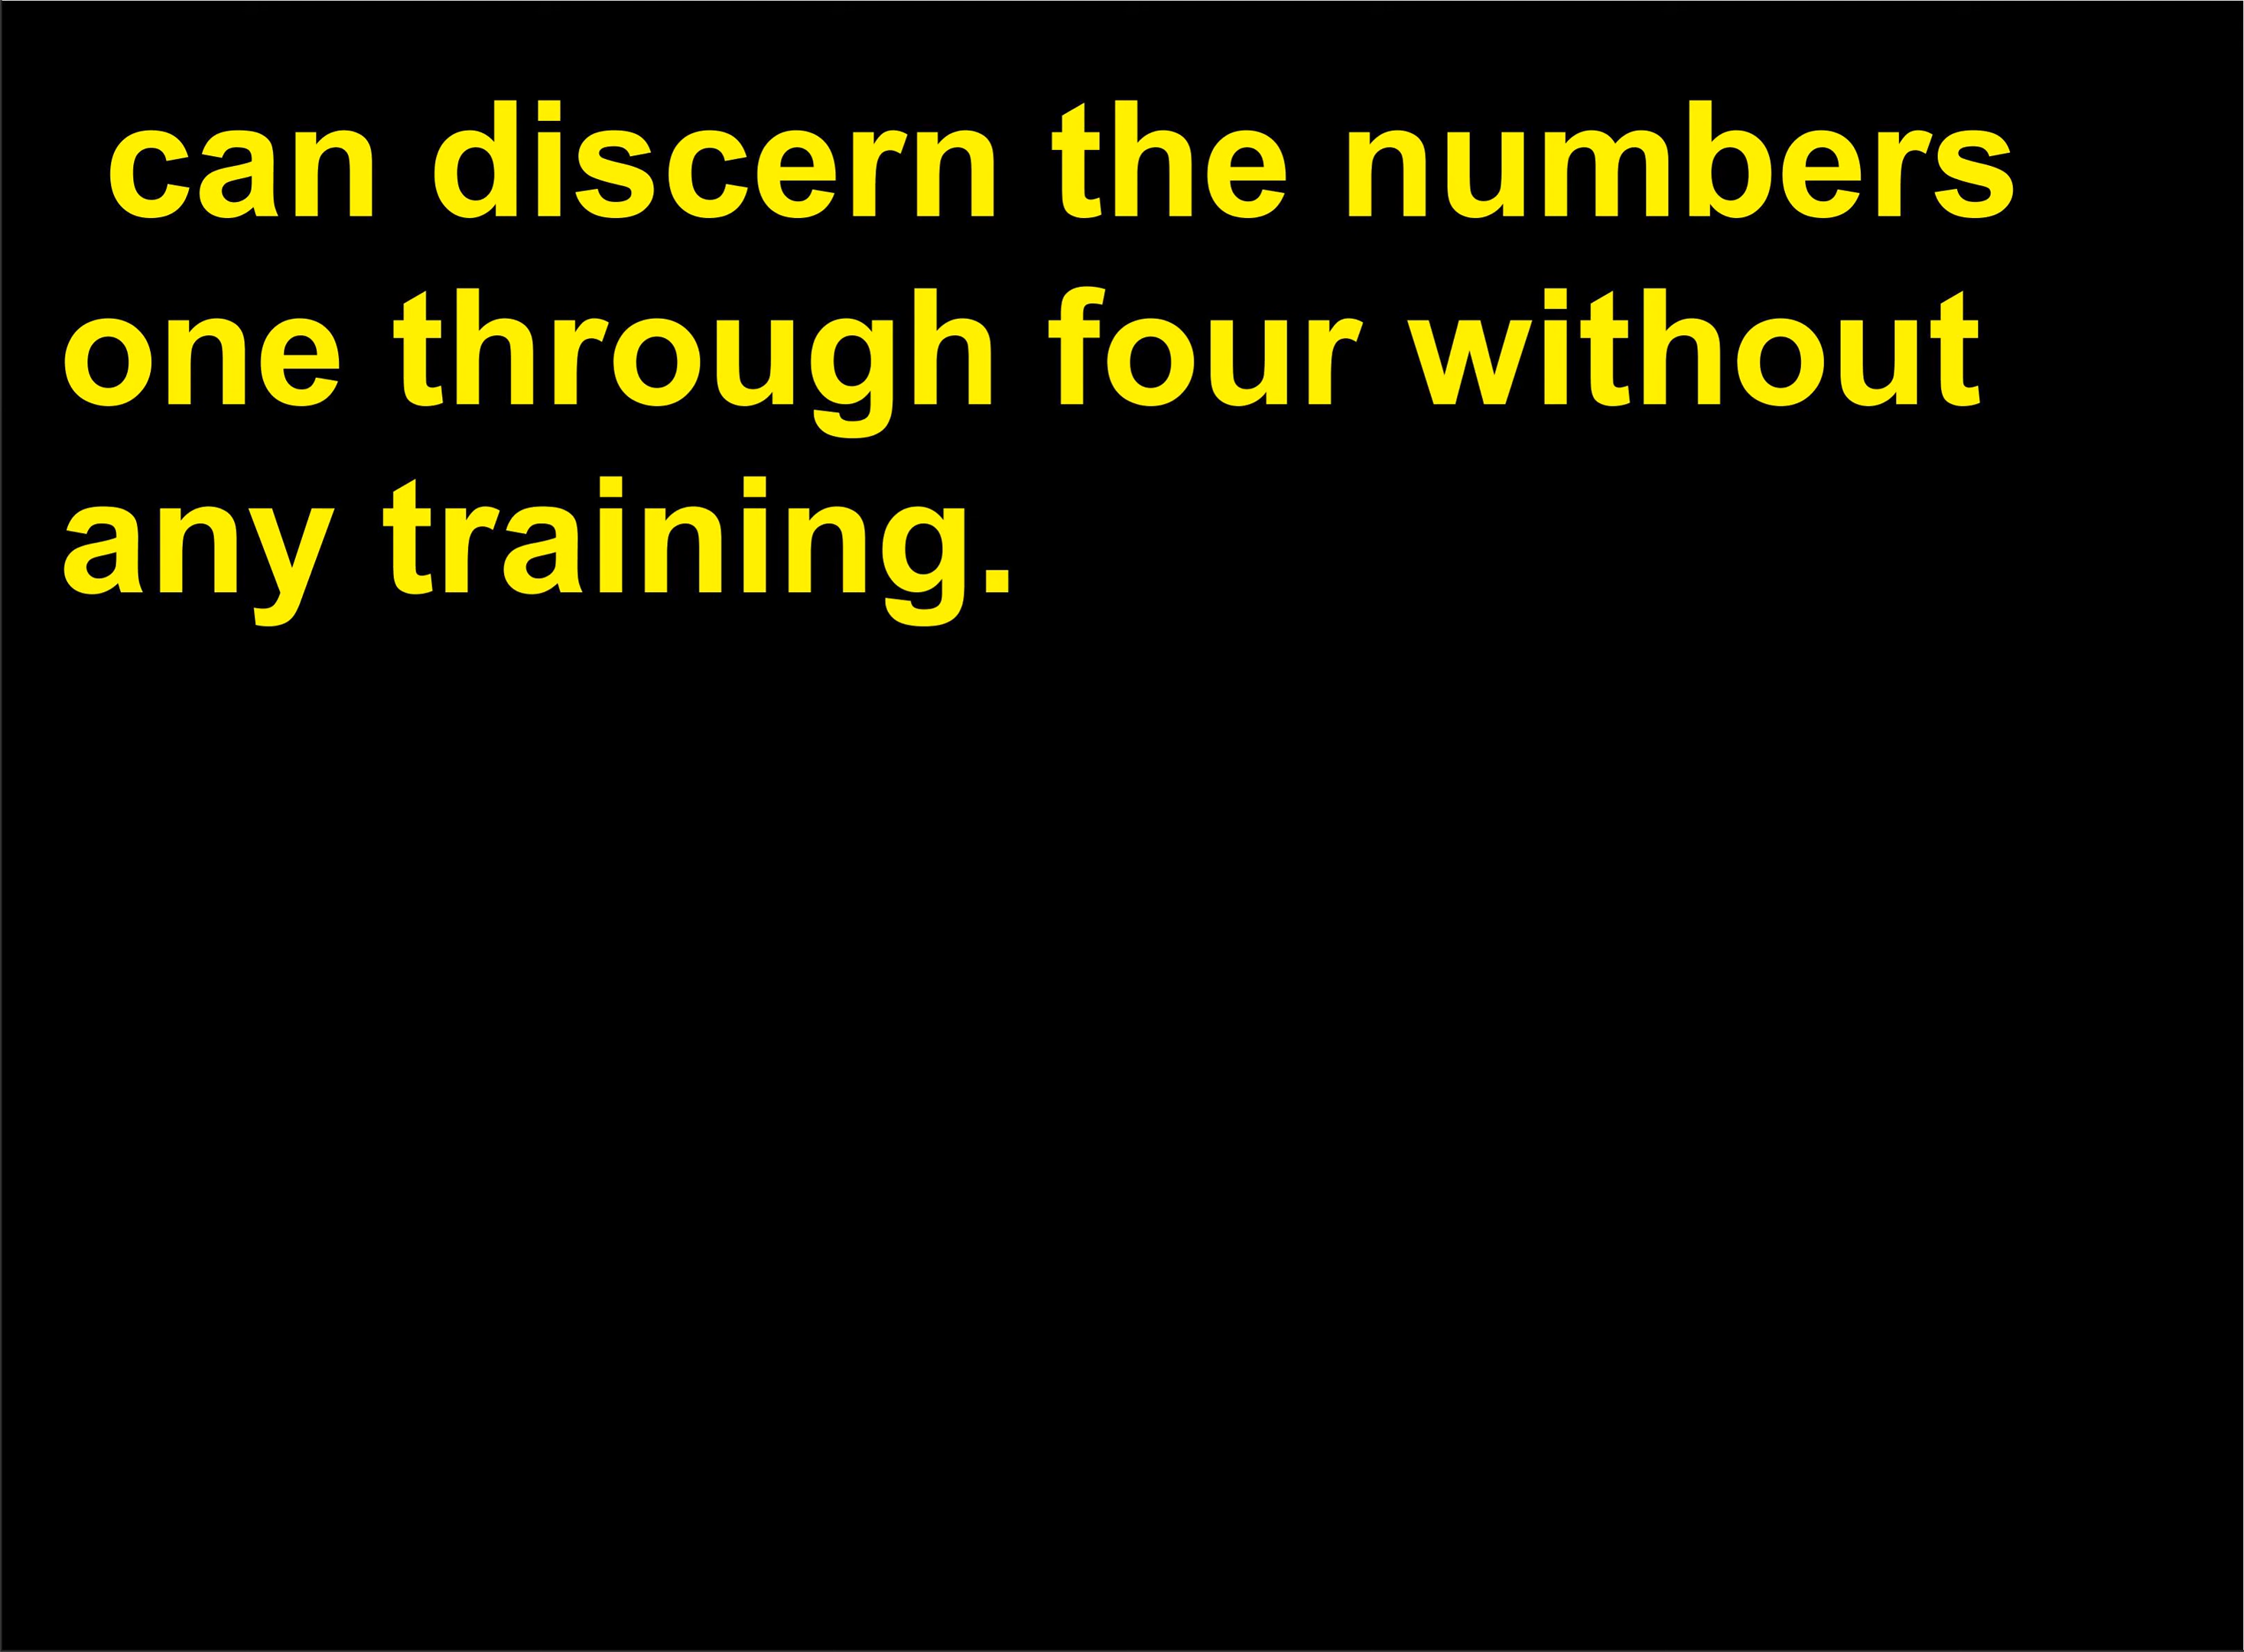 can discern the numbers
one through four without
any training.